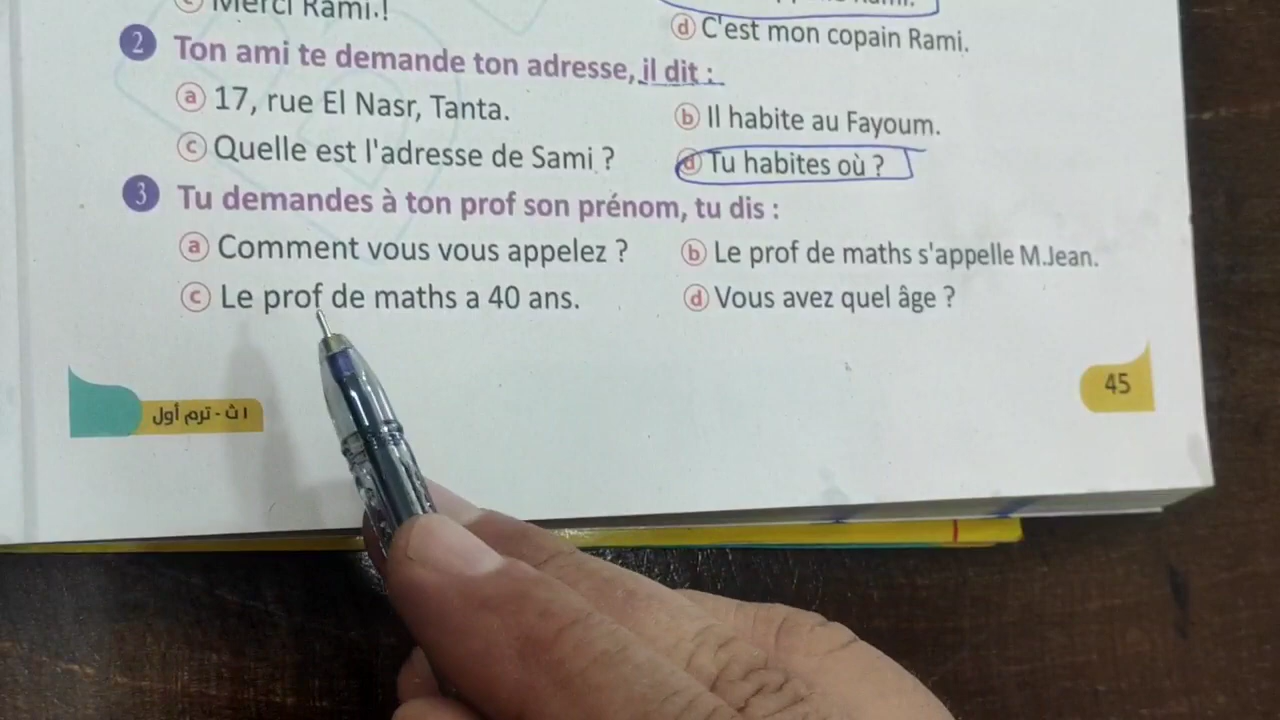 c Merci Rami.!
d C'est mon copain Rami.
2 Ton ami te demande ton adresse, il dit :
a 17, rue El Nasr, Tanta.
b Il habite au Fayoum.
c Quelle est l'adresse de Sami ?
d Tu habites où ?
3 Tu demandes à ton prof son prénom, tu dis :
a Comment vous vous appelez ?
b Le prof de maths s'appelle M.Jean.
c Le prof de maths a 40 ans.
d Vous avez quel âge ?
١ ث - ترم أول
45